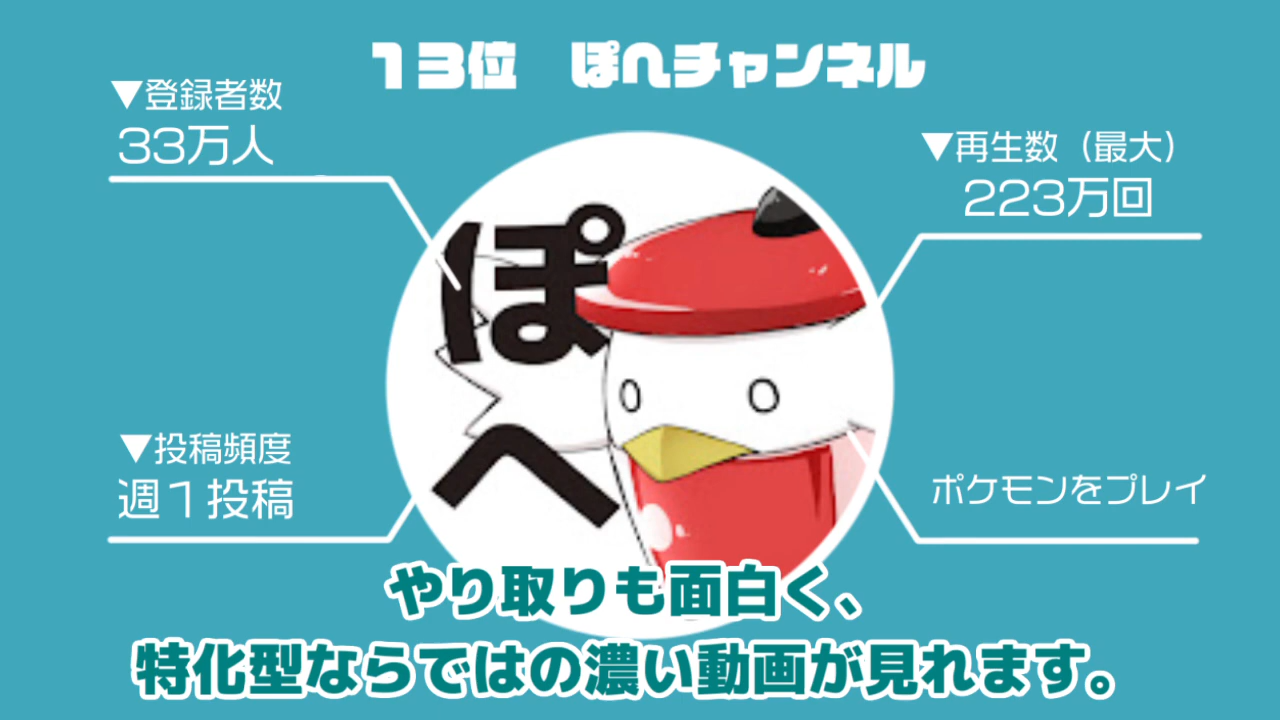 13位 ぽへチャンネル
▼登録者数
33万人
▼再生数（最大）
223万回
ぽ
へ
▼投稿頻度
週1投稿
ポケモンをプレイ
やり取りも面白く、
特化型ならではの濃い動画が見れます。